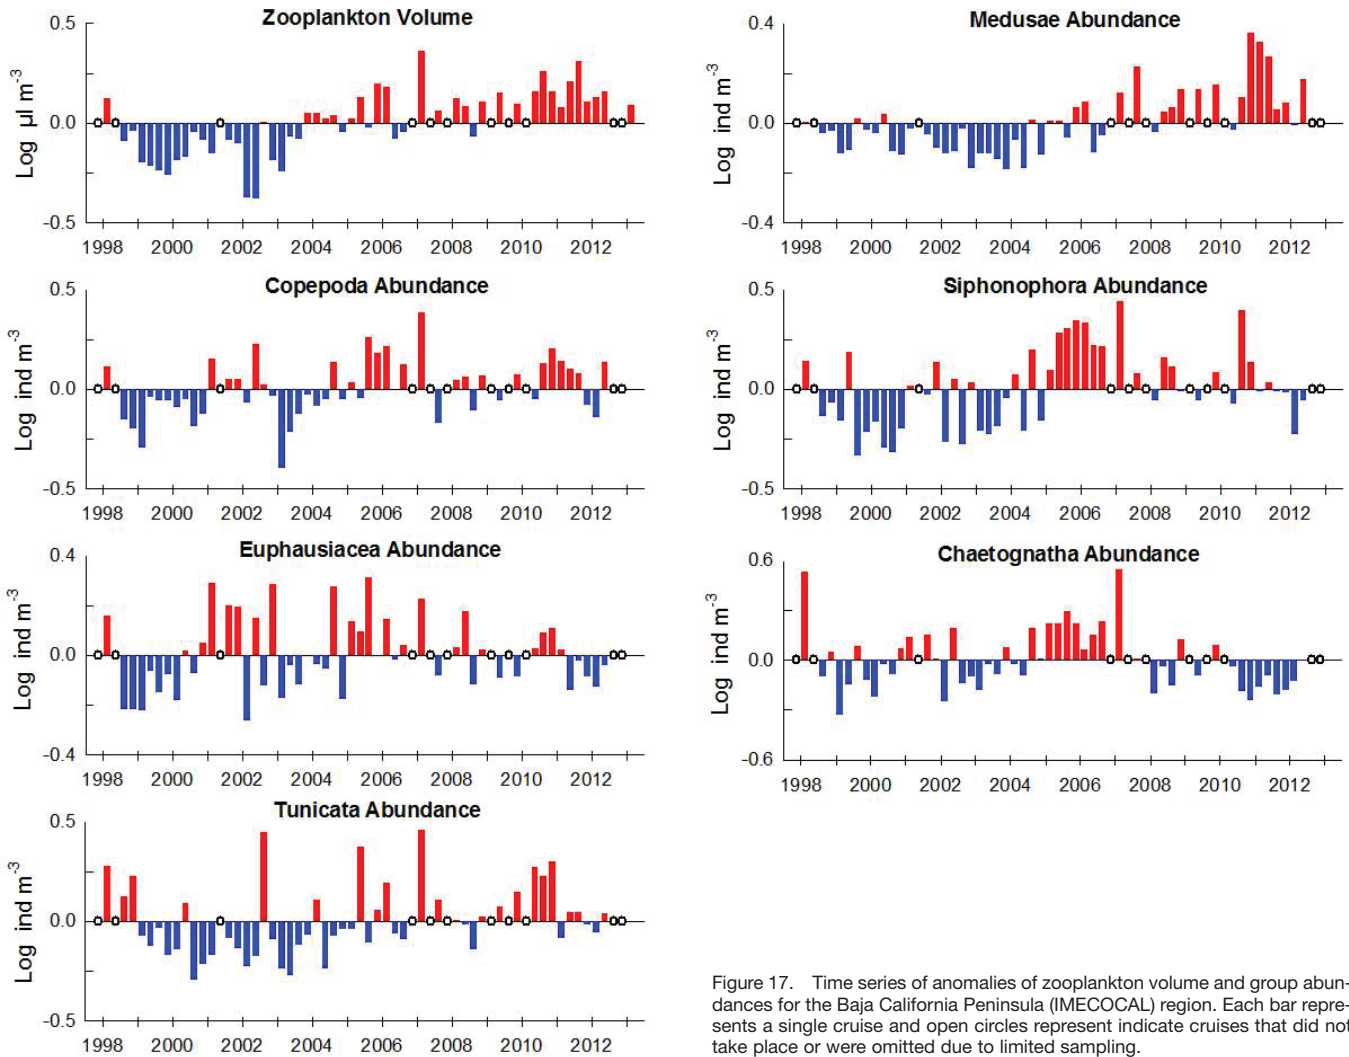 Zooplankton Volume
0.5
0.0
-0.5
Log µl m-3
1998 2000 2002 2004 2006 2008 2010 2012
Copepoda Abundance
0.5
0.0
-0.5
Log ind m-3
1998 2000 2002 2004 2006 2008 2010 2012
Euphausiacea Abundance
0.4
0.0
-0.4
Log ind m-3
1998 2000 2002 2004 2006 2008 2010 2012
Tunicata Abundance
0.5
0.0
-0.5
Log ind m-3
1998 2000 2002 2004 2006 2008 2010 2012
Medusae Abundance
0.4
0.0
-0.4
Log ind m-3
1998 2000 2002 2004 2006 2008 2010 2012
Siphonophora Abundance
0.5
0.0
-0.5
Log ind m-3
1998 2000 2002 2004 2006 2008 2010 2012
Chaetognatha Abundance
0.6
0.0
-0.6
Log ind m-3
1998 2000 2002 2004 2006 2008 2010 2012
Figure 17. Time series of anomalies of zooplankton volume and group abun-
dances for the Baja California Peninsula (IMECOCAL) region. Each bar repre-
sents a single cruise and open circles represent indicate cruises that did not
take place or were omitted due to limited sampling.